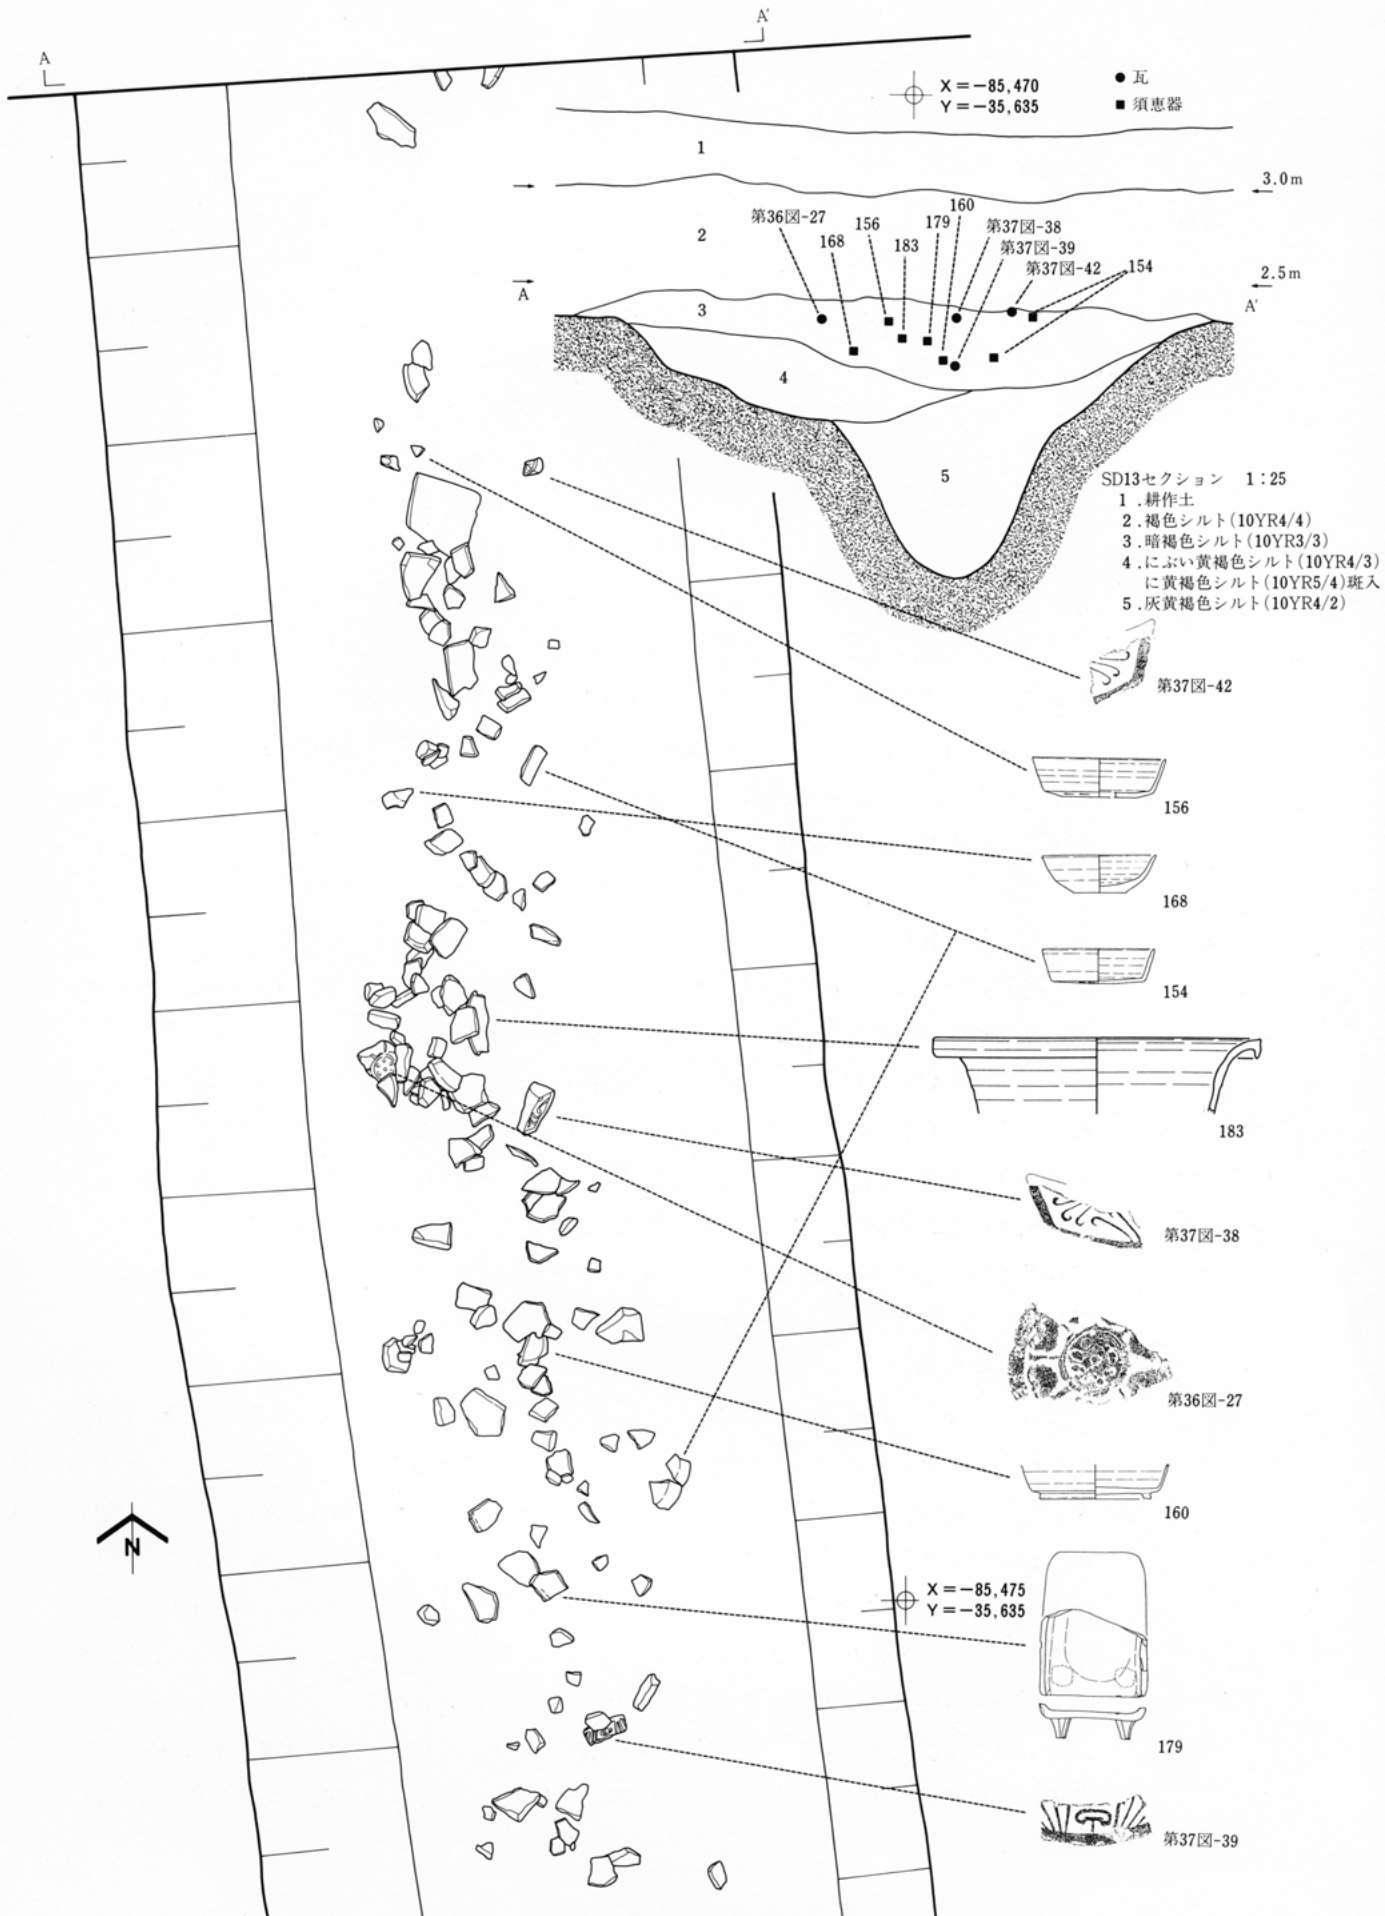 A
A′
X=−85,470
Y=−35,635
● 瓦
■ 須恵器
1
3.0m
2
第36図-27
168
156
183
179
160
第37図-38
第37図-39
第37図-42
154
2.5m
A
A′
3
4
5
SD13セクション 1:25
1.耕作土
2.褐色シルト(10YR4/4)
3.暗褐色シルト(10YR3/3)
4.にぶい黄褐色シルト(10YR4/3)
に黄褐色シルト(10YR5/4)斑入
5.灰黄褐色シルト(10YR4/2)
第37図-42
156
168
154
183
第37図-38
第36図-27
160
N
X=−85,475
Y=−35,635
179
第37図-39